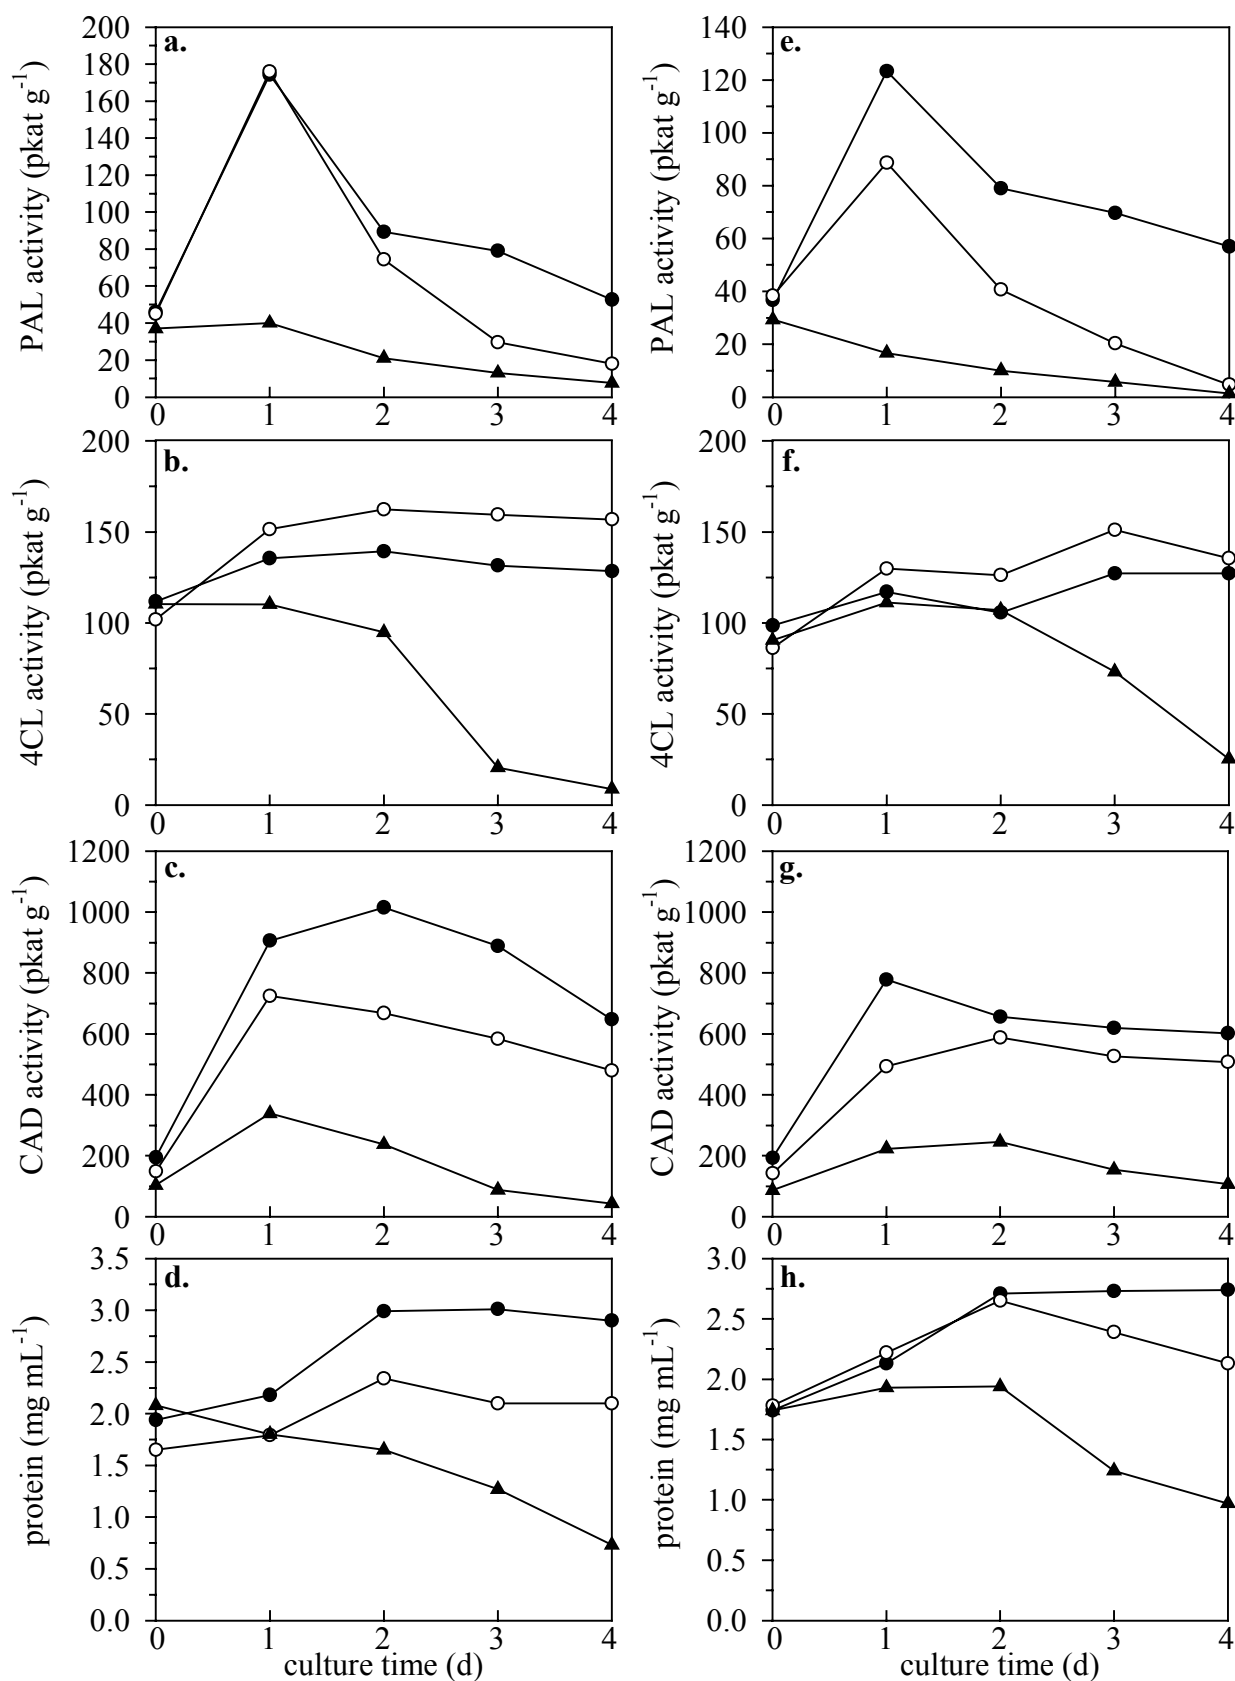 a.
PAL activity (pkat g-1)
200
180
160
140
120
100
80
60
40
20
0
0 1 2 3 4
e.
PAL activity (pkat g-1)
140
120
100
80
60
40
20
0
0 1 2 3 4
b.
4CL activity (pkat g-1)
200
150
100
50
0
0 1 2 3 4
f.
4CL activity (pkat g-1)
200
150
100
50
0
0 1 2 3 4
c.
CAD activity (pkat g-1)
1200
1000
800
600
400
200
0
0 1 2 3 4
g.
CAD activity (pkat g-1)
1200
1000
800
600
400
200
0
0 1 2 3 4
d.
protein (mg mL-1)
3.5
3.0
2.5
2.0
1.5
1.0
0.5
0.0
0 1 2 3 4
culture time (d)
h.
protein (mg mL-1)
3.0
2.5
2.0
1.5
1.0
0.5
0.0
0 1 2 3 4
culture time (d)